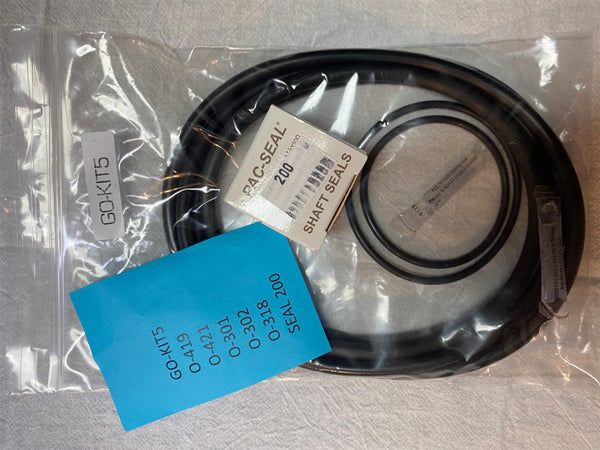 GO-KIT5
PAC-SEAL®
200
SHAFT SEALS
GO-KIT5
O-419
O-421
O-301
O-302
O-318
SEAL 200